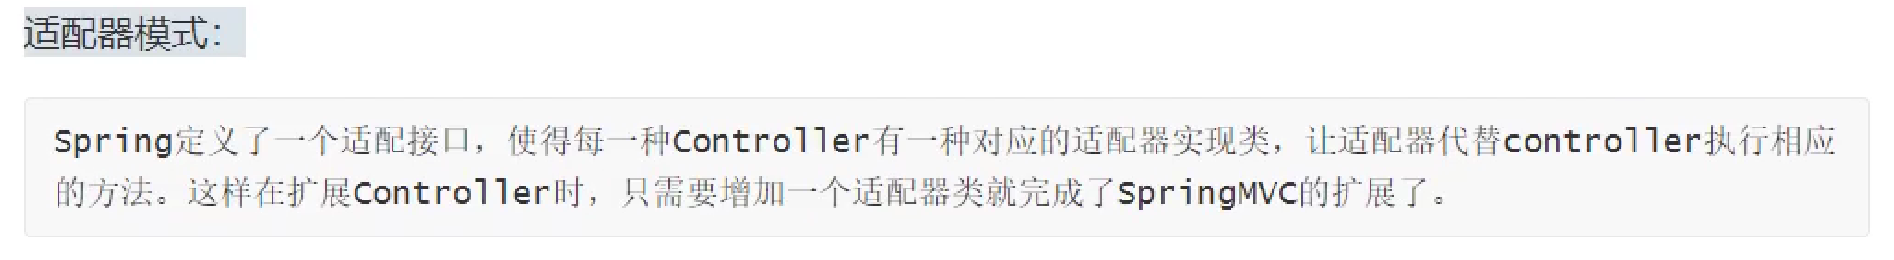 适配器模式：
Spring定义了一个适配接口，使得每一种Controller有一种对应的适配器实现类，让适配器代替controller执行相应
的方法。这样在扩展Controller时，只需要增加一个适配器类就完成了SpringMVC的扩展了。